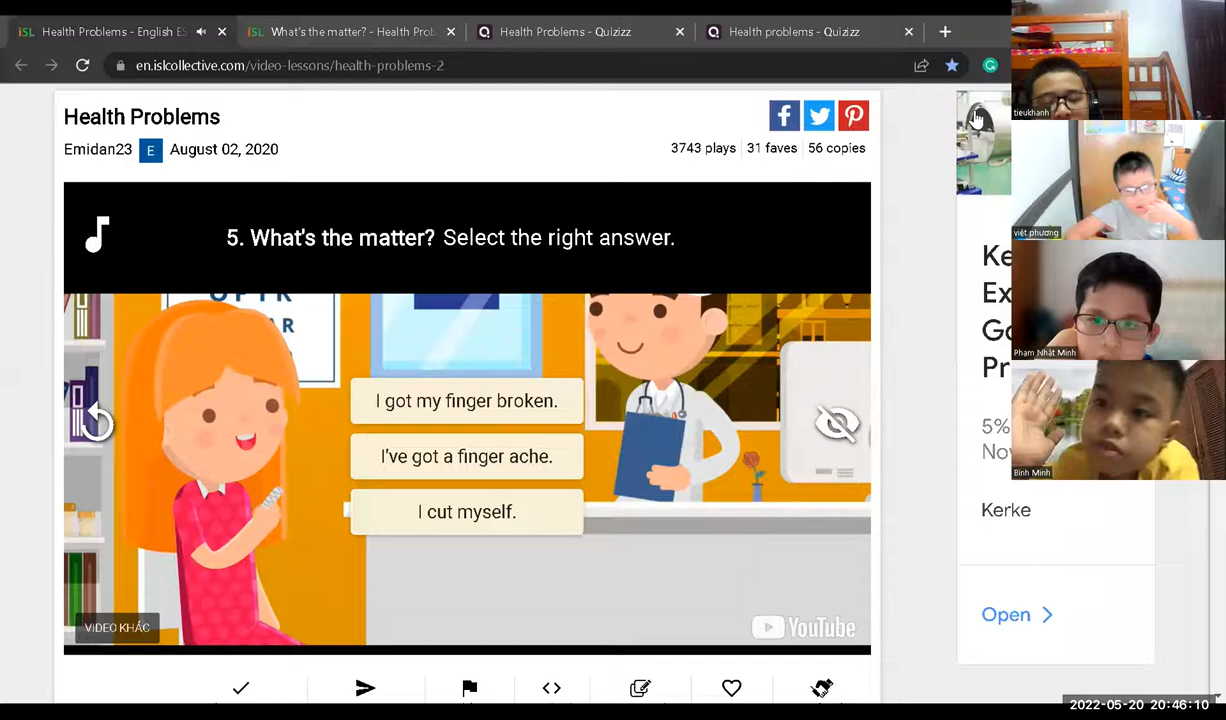 iSL Health Problems - English ES
iSL What's the matter? - Health Prob
Q Health Problems - Quizizz
Q Health problems - Quizizz
en.islcollective.com/video-lessons/health-problems-2
Health Problems
Emidan23 E August 02, 2020
3743 plays 31 faves 56 copies
5. What's the matter? Select the right answer.
AR
I got my finger broken.
I've got a finger ache.
I cut myself.
VIDEO KHÁC
YouTube
tieukhanh
việt phương
Phạm Nhật Minh
Bình Minh
Ke
Ex
Go
Pr
5%
No
Kerke
Open
2022-05-20 20:46:10